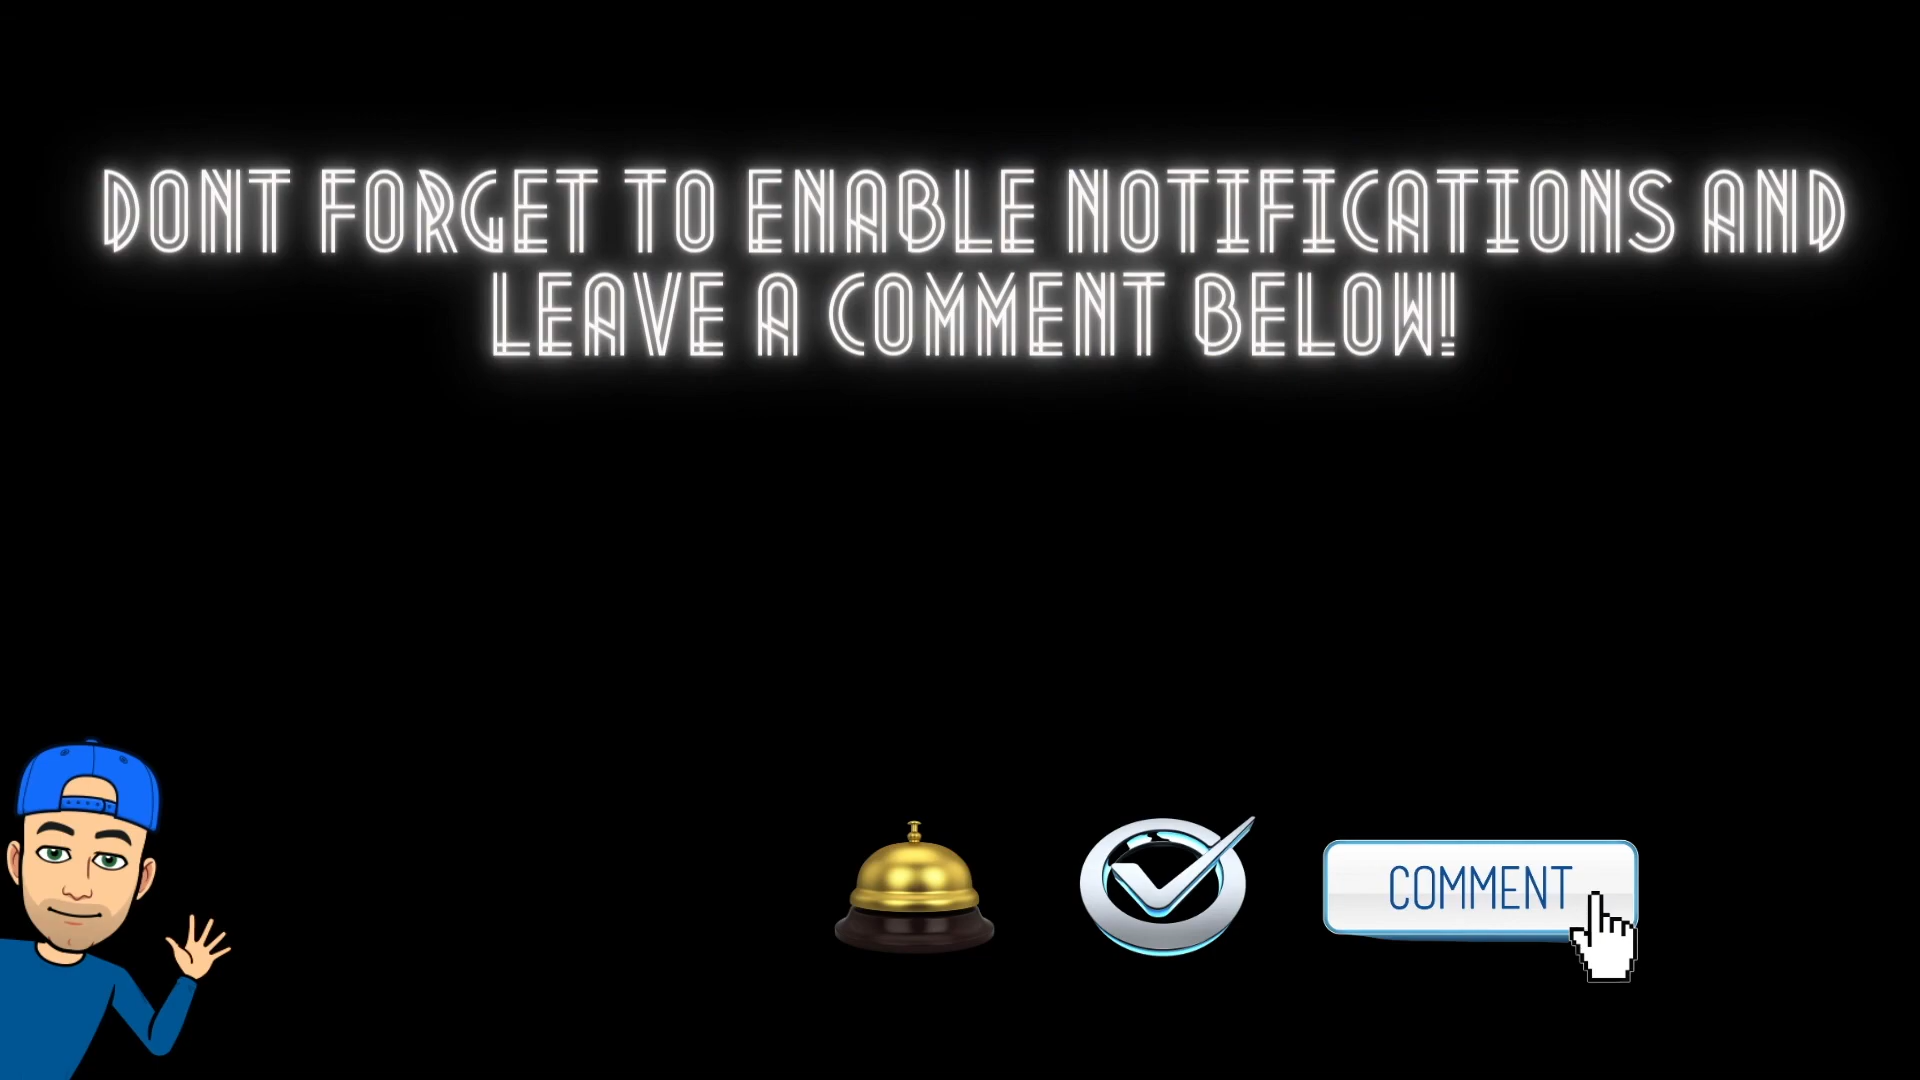 DONT FORGET TO ENABLE NOTIFICATIONS AND
LEAVE A COMMENT BELOW!
COMMENT